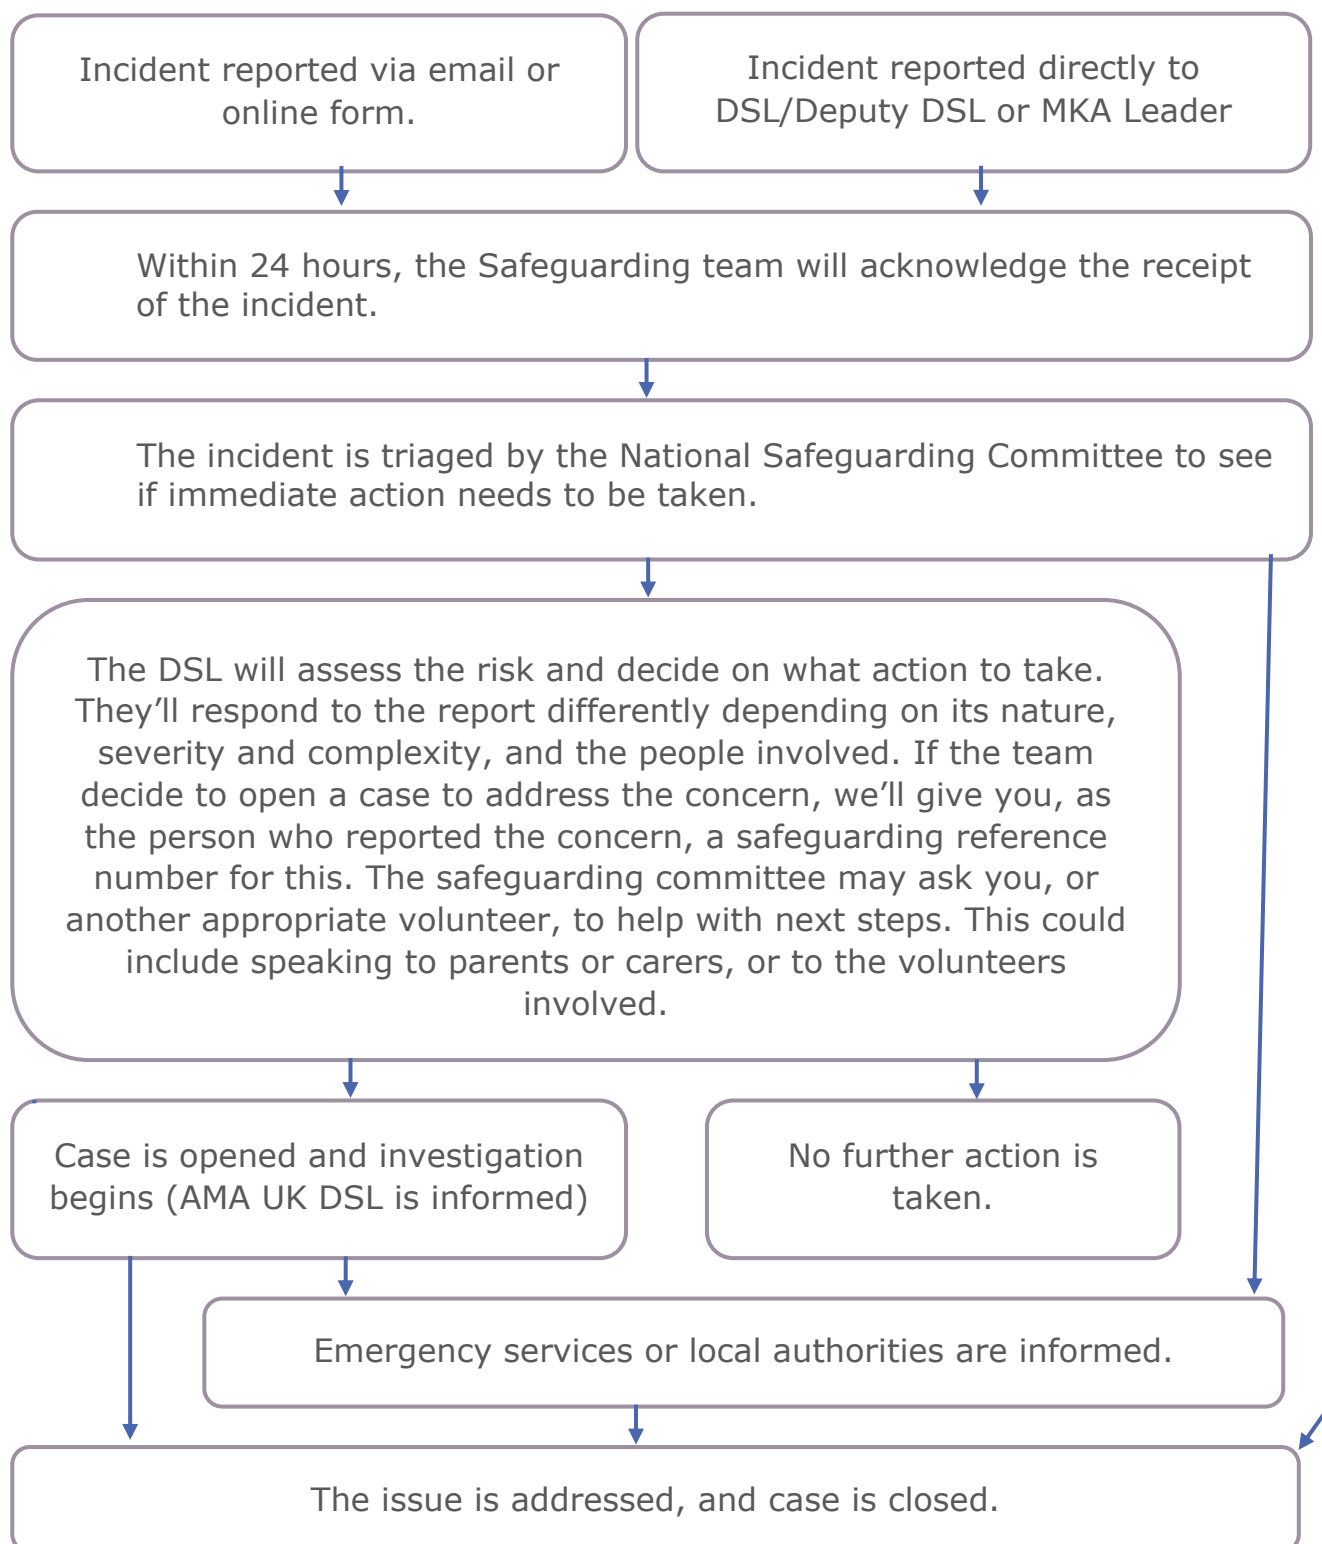 Incident reported via email or
online form.
Incident reported directly to
DSL/Deputy DSL or MKA Leader
Within 24 hours, the Safeguarding team will acknowledge the receipt
of the incident.
The incident is triaged by the National Safeguarding Committee to see
if immediate action needs to be taken.
The DSL will assess the risk and decide on what action to take.
They’ll respond to the report differently depending on its nature,
severity and complexity, and the people involved. If the team
decide to open a case to address the concern, we’ll give you, as
the person who reported the concern, a safeguarding reference
number for this. The safeguarding committee may ask you, or
another appropriate volunteer, to help with next steps. This could
include speaking to parents or carers, or to the volunteers
involved.
Case is opened and investigation
begins (AMA UK DSL is informed)
No further action is
taken.
Emergency services or local authorities are informed.
The issue is addressed, and case is closed.